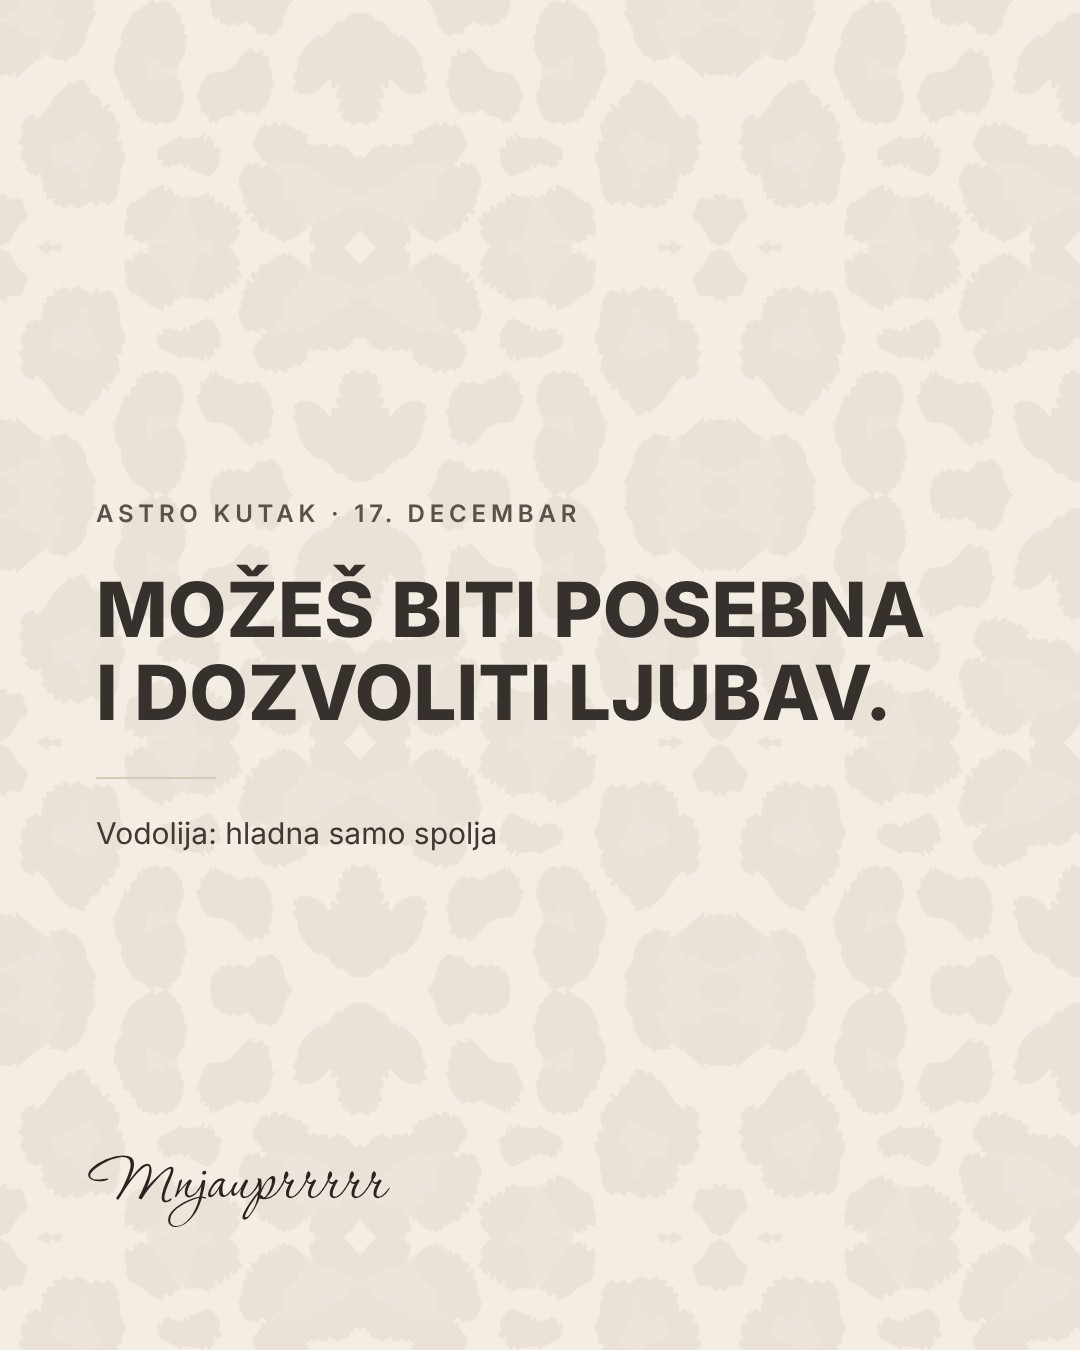 ASTRO KUTAK · 17. DECEMBAR
MOŽEŠ BITI POSEBNA
I DOZVOLITI LJUBAV.
Vodolija: hladna samo spolja
Mnjauprrrrr